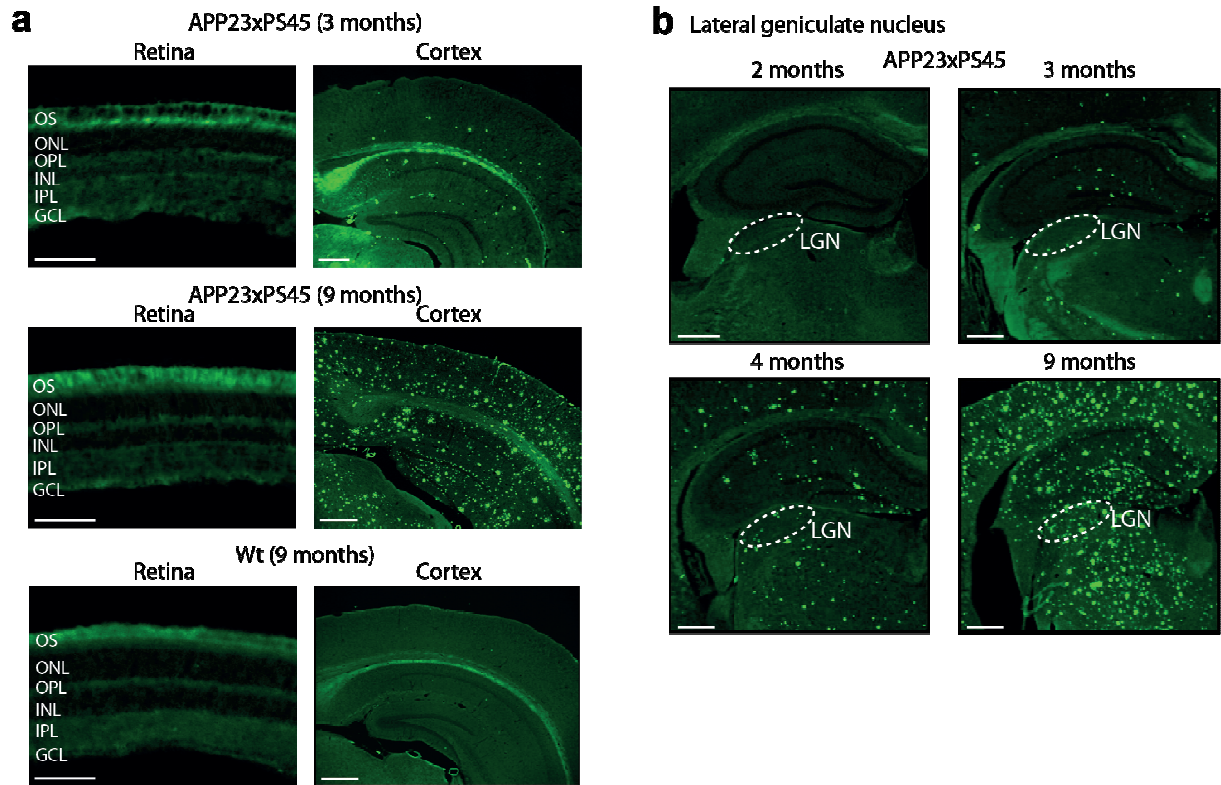 a
APP23xPS45 (3 months)
Retina
Cortex
OS
ONL
OPL
INL
IPL
GCL
APP23xPS45 (9 months)
Retina
Cortex
OS
ONL
OPL
INL
IPL
GCL
Wt (9 months)
Retina
Cortex
OS
ONL
OPL
INL
IPL
GCL
b Lateral geniculate nucleus
APP23xPS45
2 months
3 months
LGN
LGN
4 months
9 months
LGN
LGN